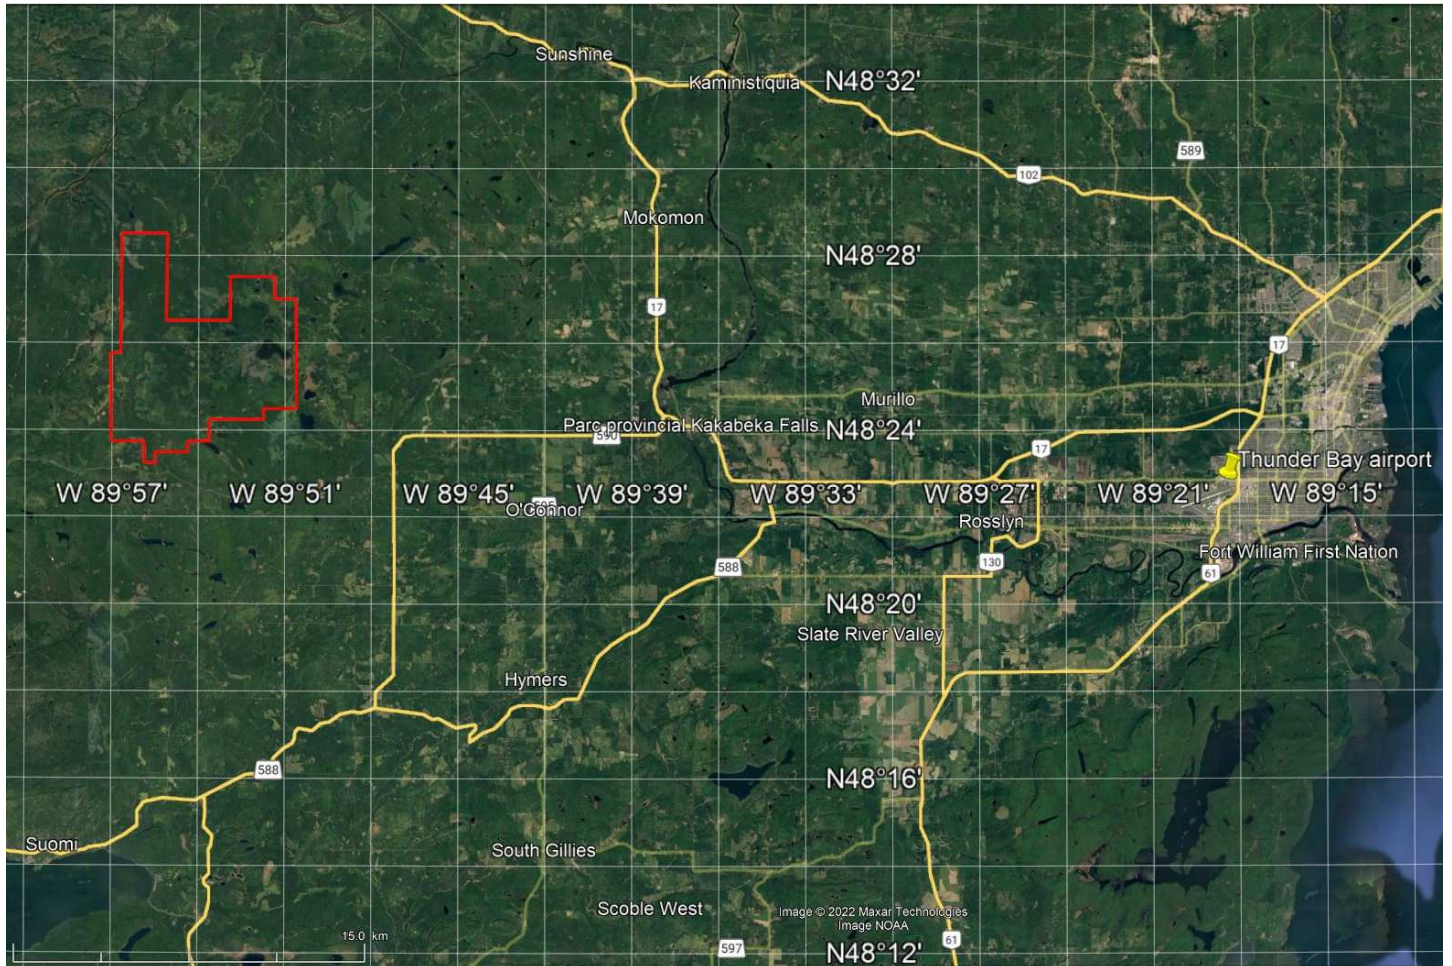 Sunshine
Kaministiquia
N48°32'
589
102
Mokomon
N48°28'
17
17
Murillo
Parc provincial Kakabeka Falls
590
N48°24'
17
Thunder Bay airport
W 89°57'
W 89°51'
W 89°45'
W 89°39'
W 89°33'
W 89°27'
W 89°21'
W 89°15'
O'Connor
Rosslyn
Fort William First Nation
588
130
61
N48°20'
Slate River Valley
Hymers
588
N48°16'
Suomi
South Gillies
Scoble West
Image © 2022 Maxar Technologies
Image NOAA
15.0 km
597
N48°12'
61